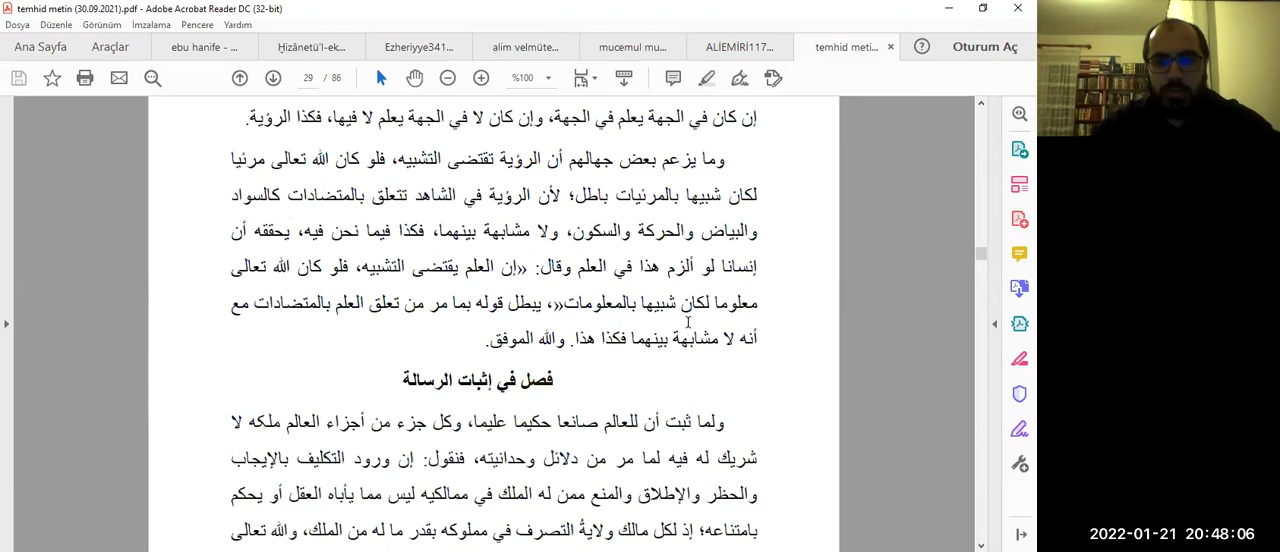 temhid metin (30.09.2021).pdf - Adobe Acrobat Reader DC (32-bit)
Dosya Düzenle Görünüm İmzalama Pencere Yardım
Ana Sayfa Araçlar ebu hanife - ... Ḫizânetü'l-ek... Ezheriyye341... alim velmüte... mucemul mu... ALİEMİRİ117... temhid meti... Oturum Aç
29 / 86 %100
إن كان في الجهة يعلم في الجهة، وإن كان لا في الجهة يعلم لا فيها، فكذا الرؤية.
وما يزعم بعض جهالهم أن الرؤية تقتضى التشبيه، فلو كان الله تعالى مرئيا
لكان شبيها بالمرئيات باطل؛ لأن الرؤية في الشاهد تتعلق بالمتضادات كالسواد
والبياض والحركة والسكون، ولا مشابهة بينهما، فكذا فيما نحن فيه، يحققه أن
إنسانا لو ألزم هذا في العلم وقال: «إن العلم يقتضى التشبيه، فلو كان الله تعالى
معلوما لكان شبيها بالمعلومات»، يبطل قوله بما مر من تعلق العلم بالمتضادات مع
أنه لا مشابهة بينهما فكذا هذا. والله الموفق.
فصل في إثبات الرسالة
ولما ثبت أن للعالم صانعا حكيما عليما، وكل جزء من أجزاء العالم ملكه لا
شريك له فيه لما مر من دلائل وحدانيته، فنقول: إن ورود التكليف بالإيجاب
والحظر والإطلاق والمنع ممن له الملك في ممالكيه ليس مما يأباه العقل أو يحكم
بامتناعه؛ إذ لكل مالك ولايةُ التصرف في مملوكه بقدر ما له من الملك، والله تعالى
2022-01-21 20:48:06